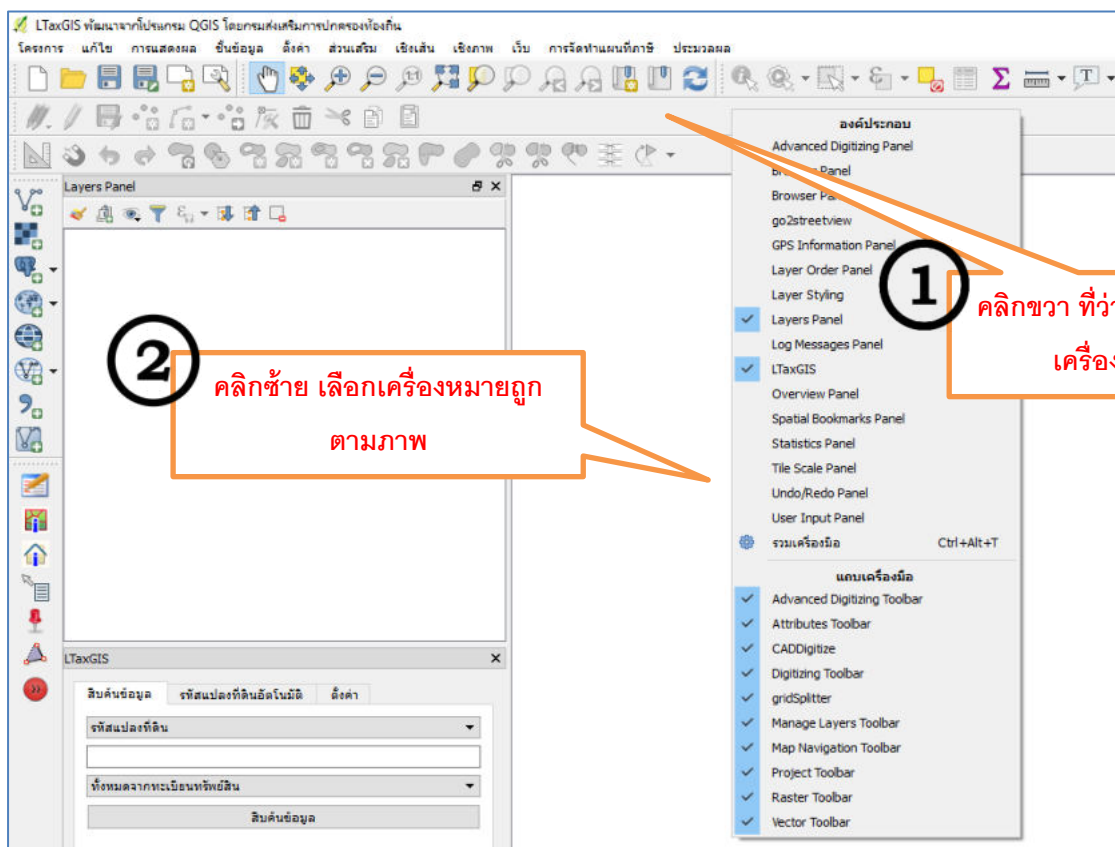 LTaxGIS พัฒนาจากโปรแกรม QGIS โดยกรมส่งเสริมการปกครองท้องถิ่น
โครงการ แก้ไข การแสดงผล ชั้นข้อมูล ตั้งค่า ส่วนเสริม เชิงเส้น เชิงภาพ เว็บ การจัดทำแผนที่ภาษี ประมวลผล
Layers Panel
องค์ประกอบ
Advanced Digitizing Panel
Browser Panel
Browser
go2streetview
GPS Information Panel
Layer Order Panel
Layer Styling
Layers Panel
Log Messages Panel
LTaxGIS
Overview Panel
Spatial Bookmarks Panel
Statistics Panel
Tile Scale Panel
Undo/Redo Panel
User Input Panel
รวมเครื่องมือ Ctrl+Alt+T
แถบเครื่องมือ
Advanced Digitizing Toolbar
Attributes Toolbar
CADDigitize
Digitizing Toolbar
gridSplitter
Manage Layers Toolbar
Map Navigation Toolbar
Project Toolbar
Raster Toolbar
Vector Toolbar
1
คลิกขวา ที่ว่า
เครื่อง
2
คลิกซ้าย เลือกเครื่องหมายถูก
ตามภาพ
LTaxGIS
สืบค้นข้อมูล รหัสแปลงที่ดินอัตโนมัติ ตั้งค่า
รหัสแปลงที่ดิน
ทั้งหมดจากทะเบียนทรัพย์สิน
สืบค้นข้อมูล